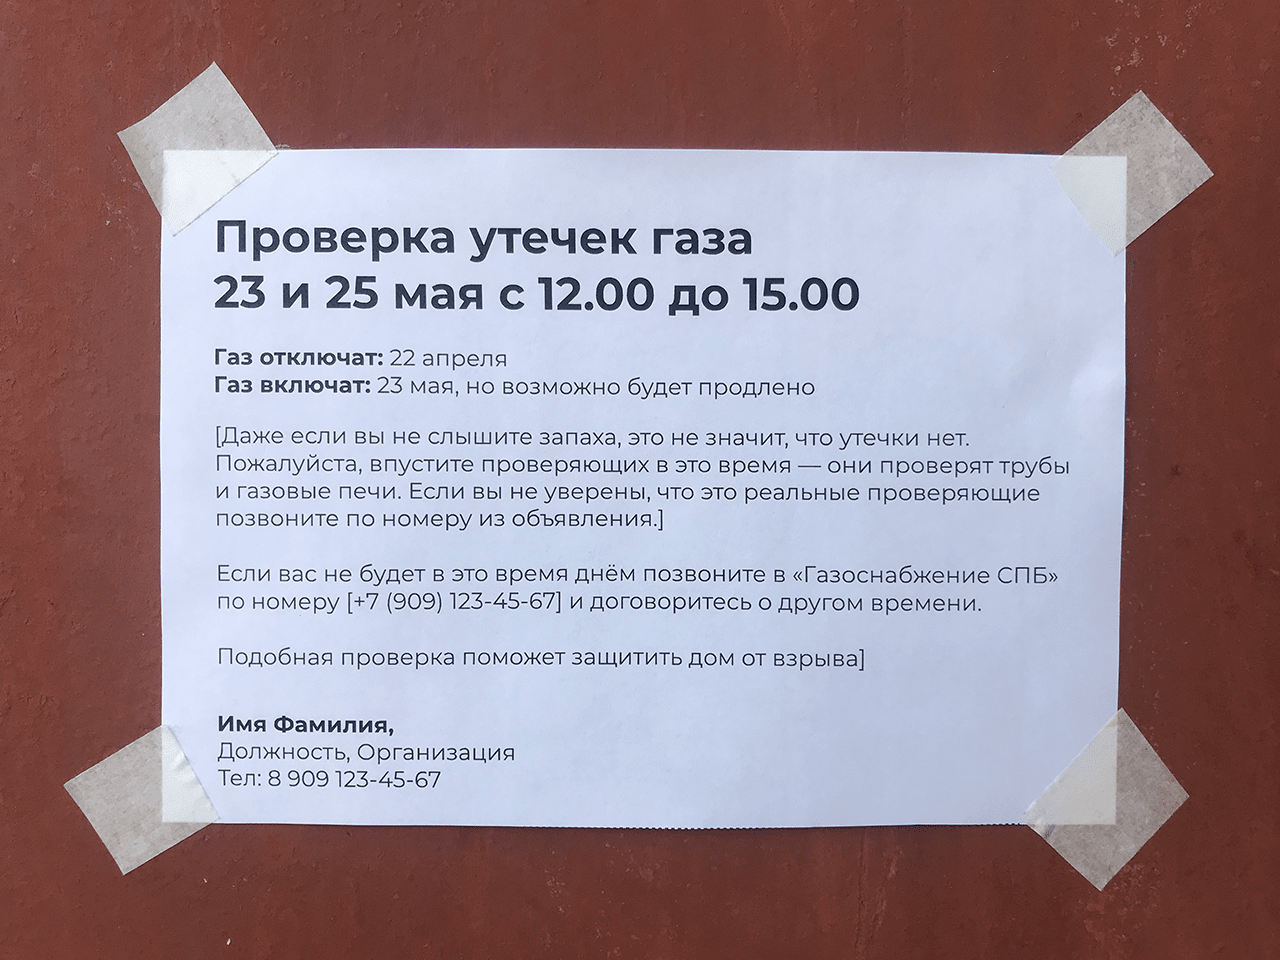 Проверка утечек газа
23 и 25 мая с 12.00 до 15.00
Газ отключат: 22 апреля
Газ включат: 23 мая, но возможно будет продлено
[Даже если вы не слышите запаха, это не значит, что утечки нет.
Пожалуйста, впустите проверяющих в это время — они проверят трубы
и газовые печи. Если вы не уверены, что это реальные проверяющие
позвоните по номеру из объявления.]
Если вас не будет в это время днём позвоните в «Газоснабжение СПБ»
по номеру [+7 (909) 123-45-67] и договоритесь о другом времени.
Подобная проверка поможет защитить дом от взрыва]
Имя Фамилия,
Должность, Организация
Тел: 8 909 123-45-67